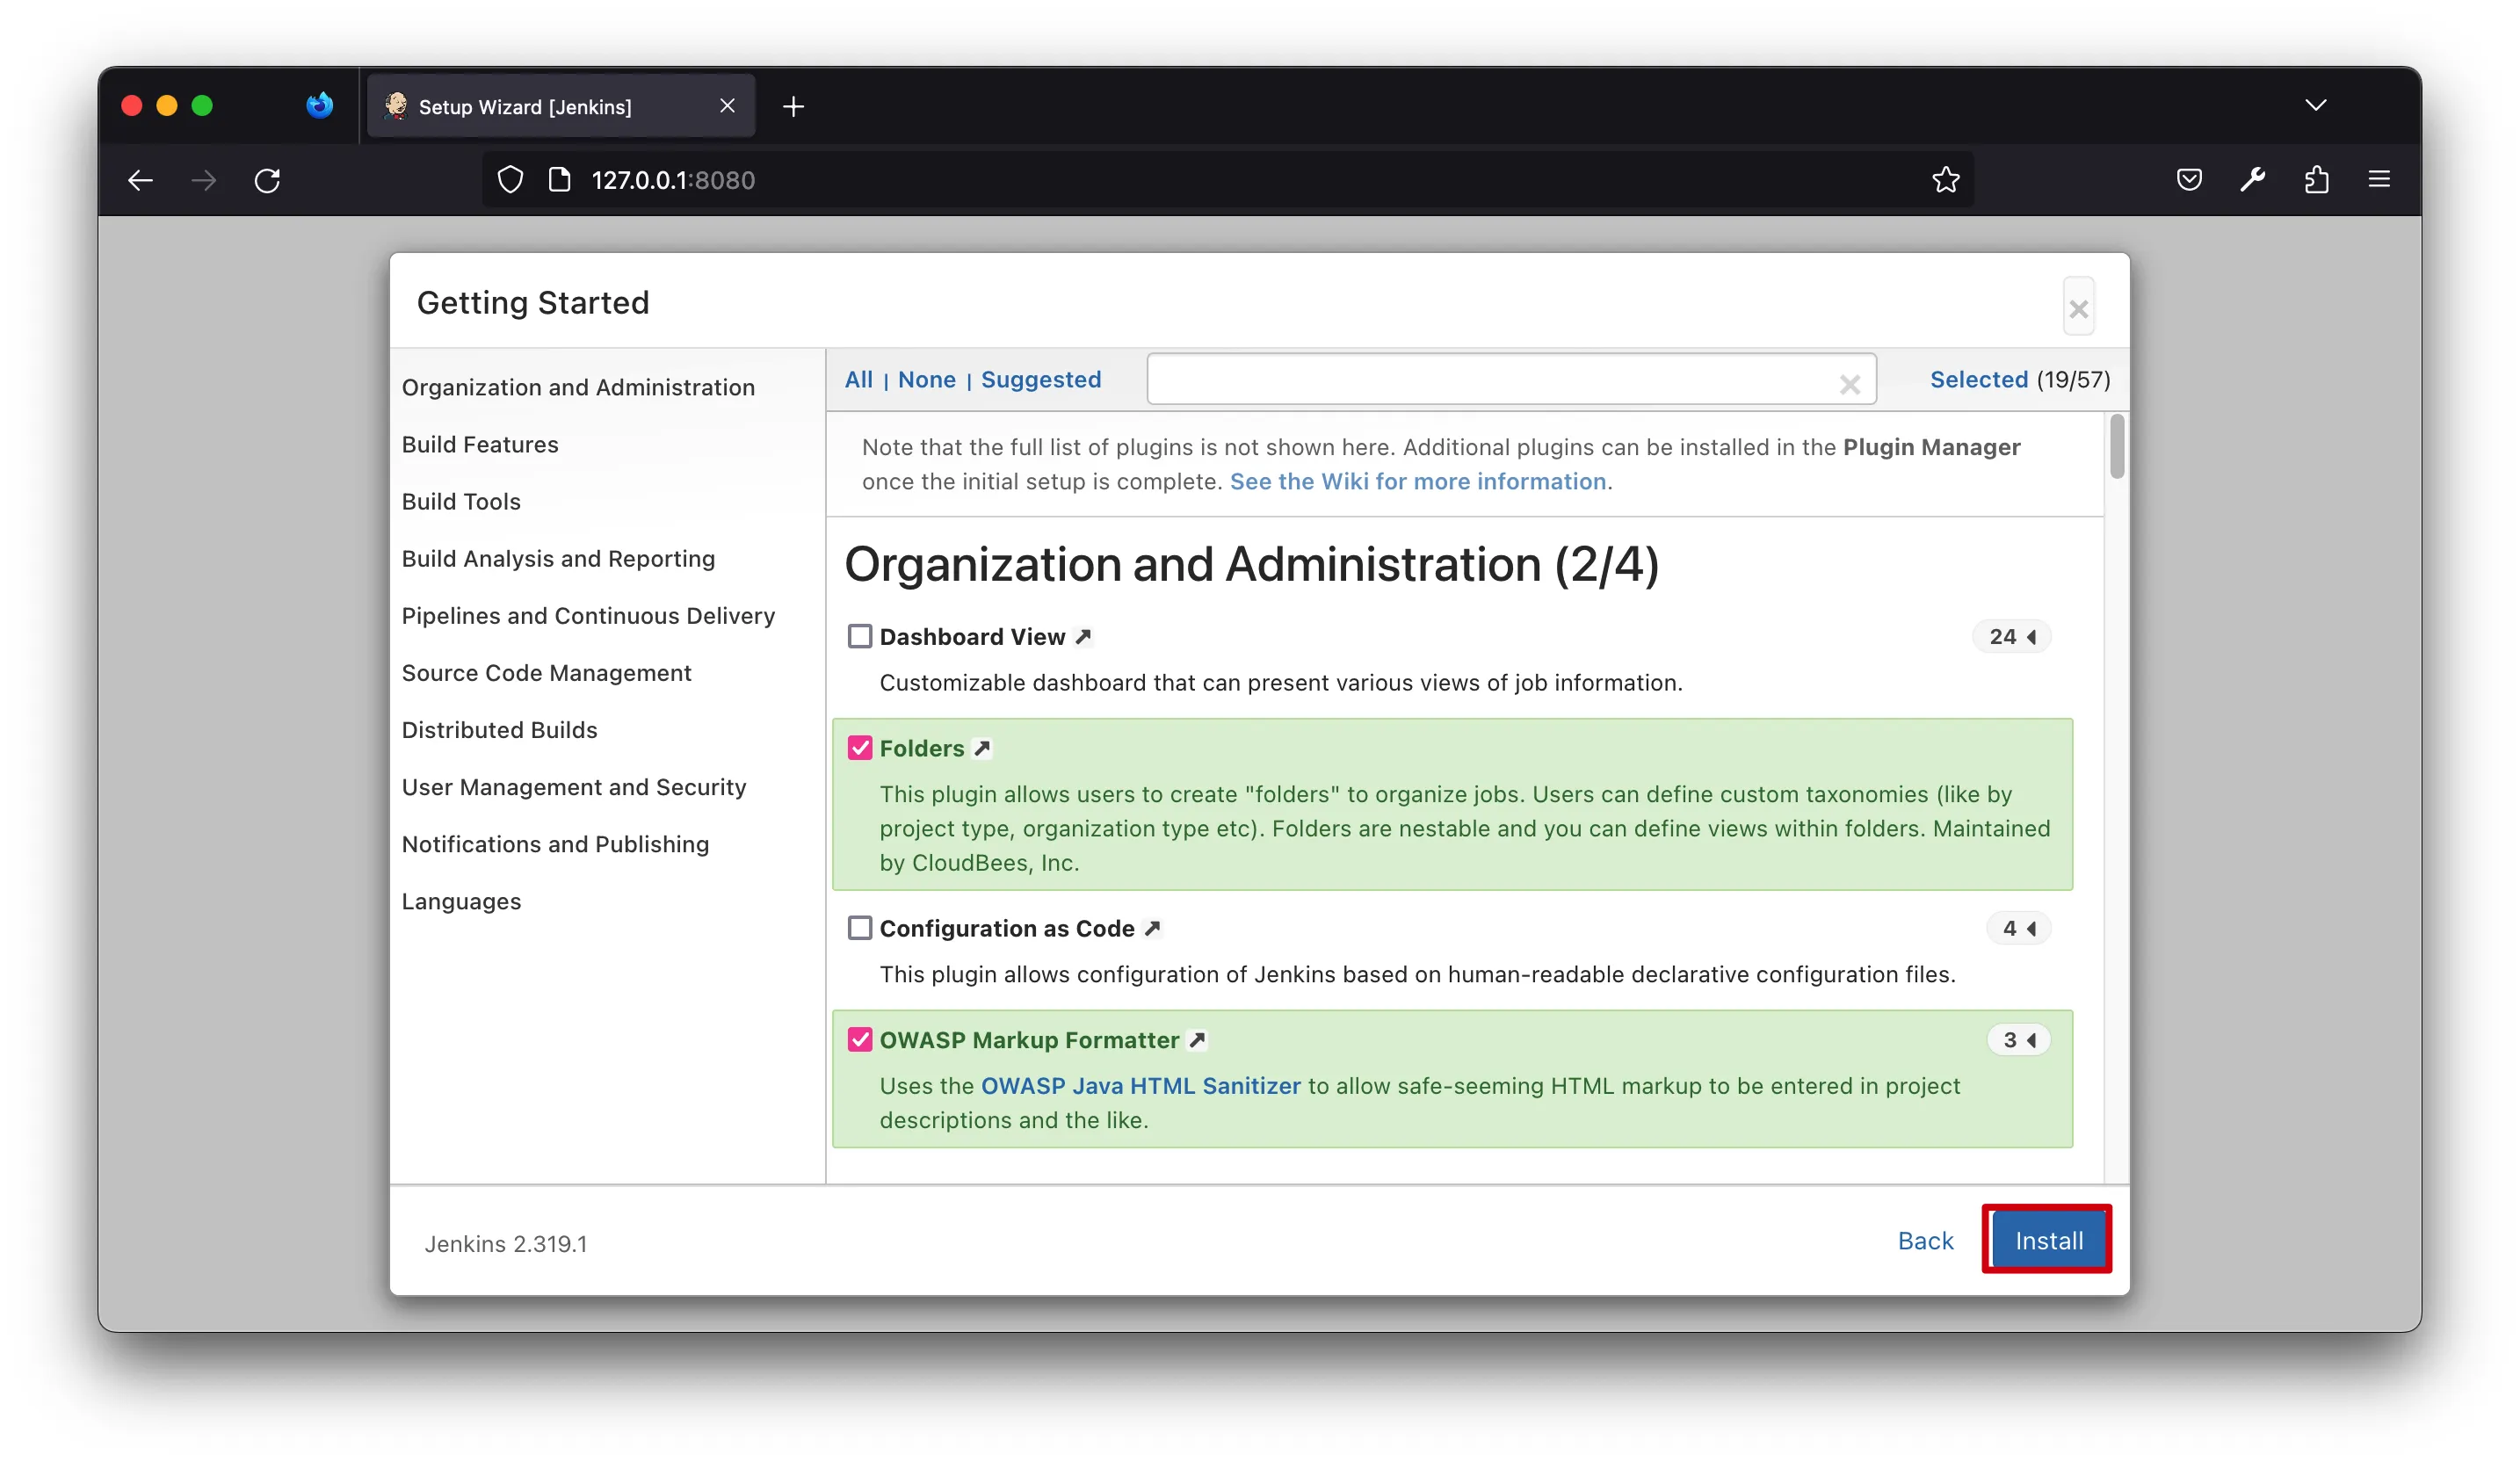 Setup Wizard [Jenkins]
127.0.0.1:8080
Getting Started
Organization and Administration
Build Features
Build Tools
Build Analysis and Reporting
Pipelines and Continuous Delivery
Source Code Management
Distributed Builds
User Management and Security
Notifications and Publishing
Languages
All | None | Suggested
Selected (19/57)
Note that the full list of plugins is not shown here. Additional plugins can be installed in the Plugin Manager
once the initial setup is complete. See the Wiki for more information.
Organization and Administration (2/4)
Dashboard View
24
Customizable dashboard that can present various views of job information.
Folders
This plugin allows users to create "folders" to organize jobs. Users can define custom taxonomies (like by
project type, organization type etc). Folders are nestable and you can define views within folders. Maintained
by CloudBees, Inc.
Configuration as Code
4
This plugin allows configuration of Jenkins based on human-readable declarative configuration files.
OWASP Markup Formatter
3
Uses the OWASP Java HTML Sanitizer to allow safe-seeming HTML markup to be entered in project
descriptions and the like.
Jenkins 2.319.1
Back
Install